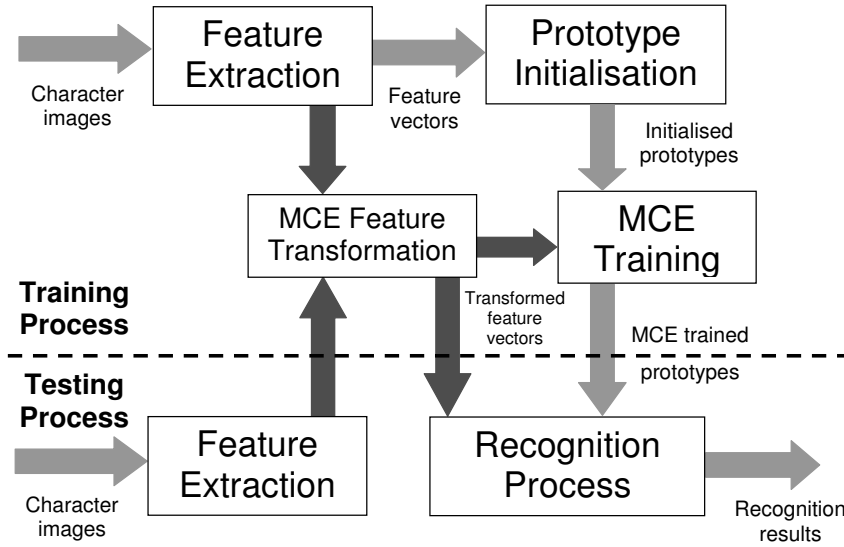 Feature
Extraction
Prototype
Initialisation
Character
images
Feature
vectors
Initialised
prototypes
MCE Feature
Transformation
MCE
Training
Training
Process
Transformed
feature
vectors
MCE trained
prototypes
Testing
Process
Feature
Extraction
Recognition
Process
Character
images
Recognition
results